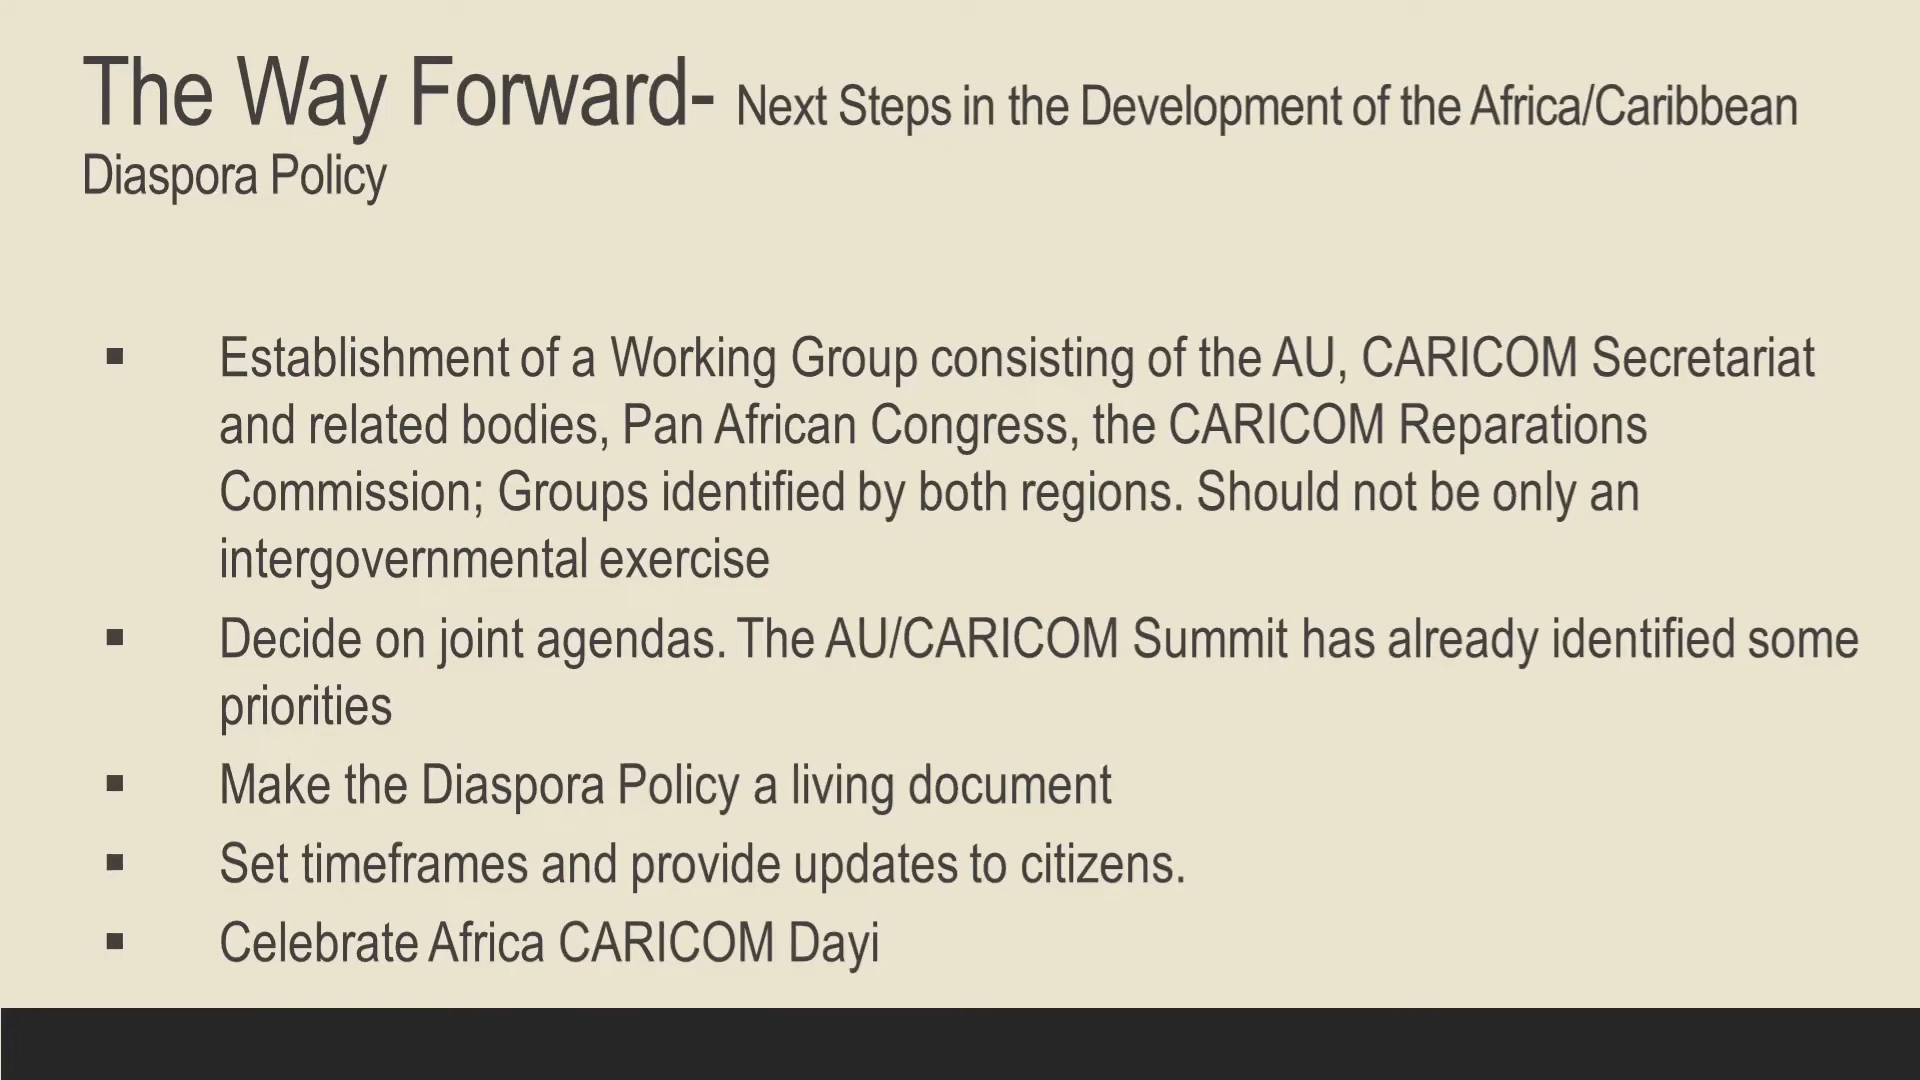 The Way Forward- Next Steps in the Development of the Africa/Caribbean
Diaspora Policy
▪ Establishment of a Working Group consisting of the AU, CARICOM Secretariat
and related bodies, Pan African Congress, the CARICOM Reparations
Commission; Groups identified by both regions. Should not be only an
intergovernmental exercise
▪ Decide on joint agendas. The AU/CARICOM Summit has already identified some
priorities
▪ Make the Diaspora Policy a living document
▪ Set timeframes and provide updates to citizens.
▪ Celebrate Africa CARICOM Dayi